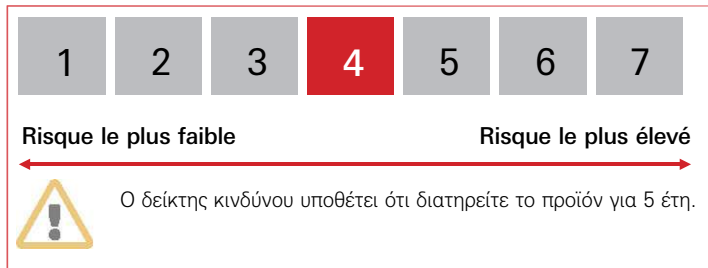 1 2 3 4 5 6 7
Risque le plus faible Risque le plus élevé
Ο δείκτης κινδύνου υποθέτει ότι διατηρείτε το προϊόν για 5 έτη.